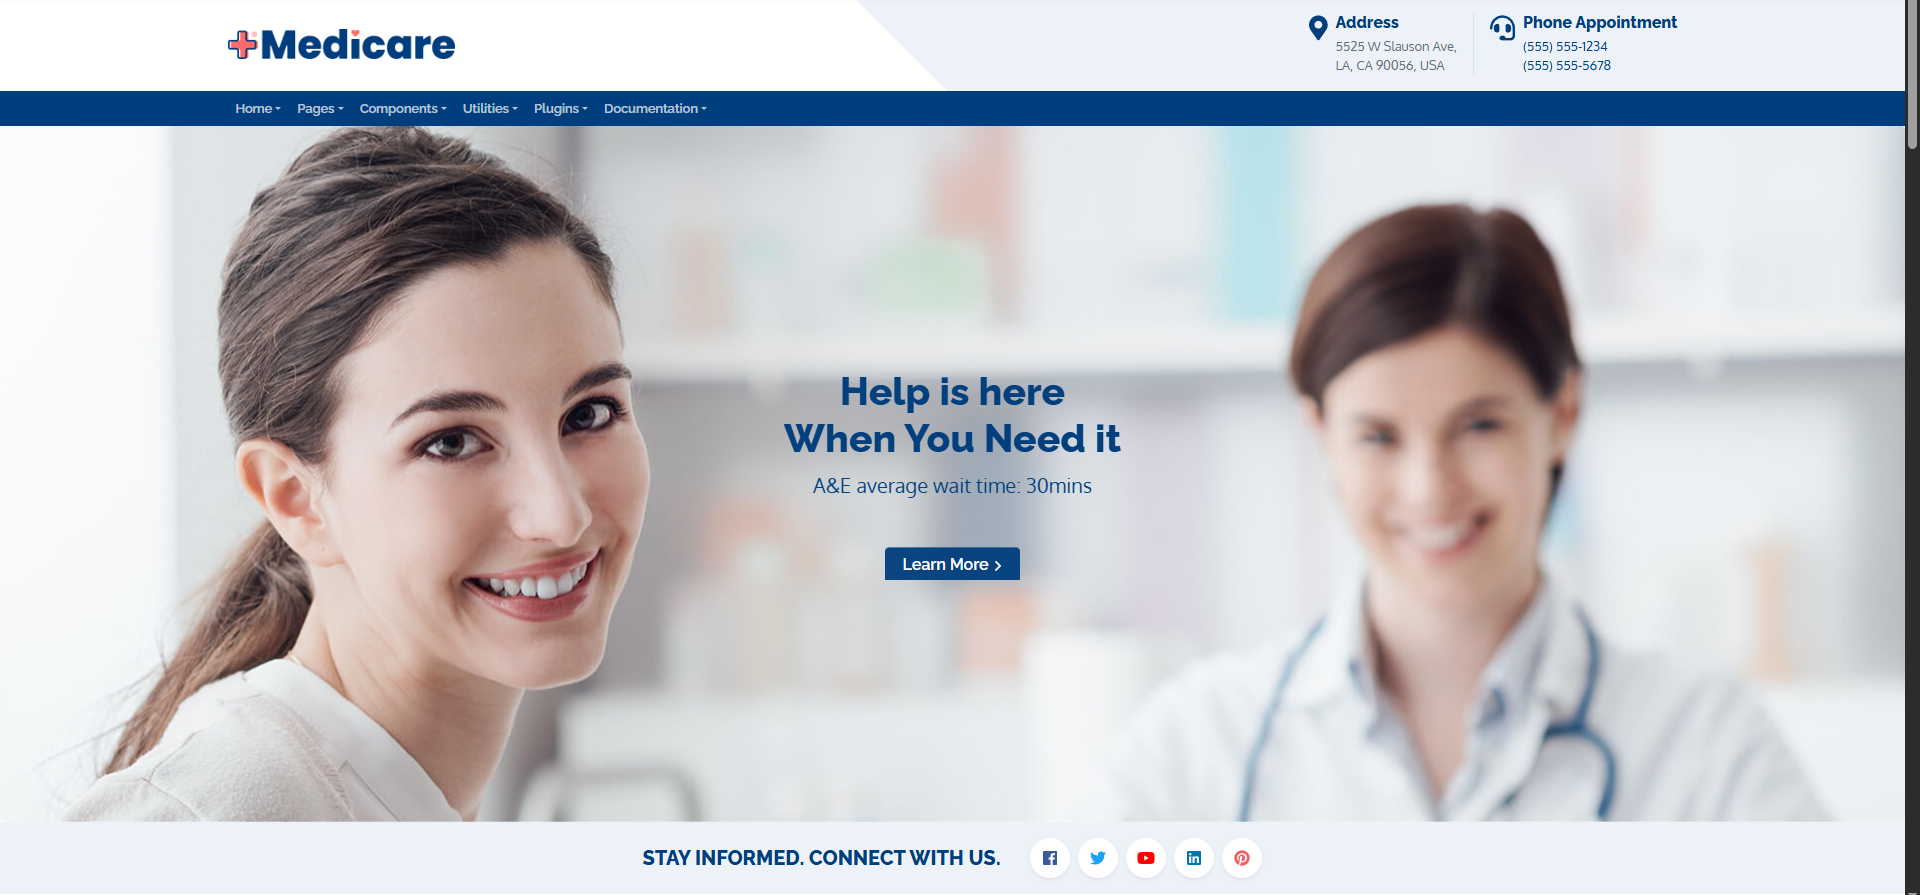 Medicare
Address
5525 W Slauson Ave,
LA, CA 90056, USA
Phone Appointment
(555) 555-1234
(555) 555-5678
Home Pages Components Utilities Plugins Documentation
Help is here
When You Need it
A&E average wait time: 30mins
Learn More
STAY INFORMED. CONNECT WITH US.